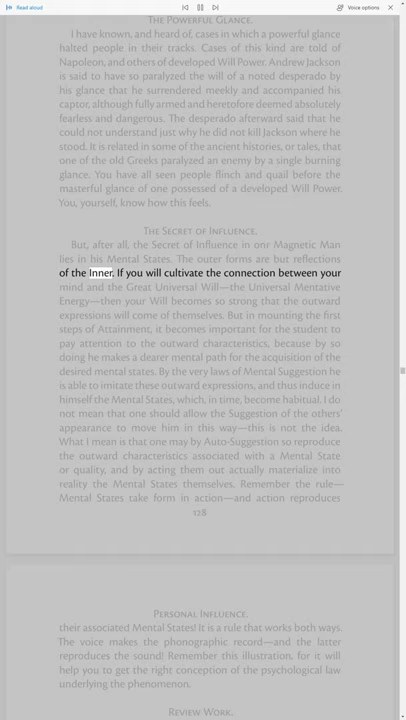 Read aloud
Voice options
The Powerful Glance.
I have known, and heard of, cases in which a powerful glance
halted people in their tracks. Cases of this kind are told of
Napoleon, and others of developed Will Power. Andrew Jackson
is said to have so paralyzed the will of a noted desperado by
his glance that he surrendered meekly and accompanied his
captor, although fully armed and heretofore deemed absolutely
fearless and dangerous. The desperado afterward said that he
could not understand just why he did not kill Jackson where he
stood. It is related in some of the ancient histories, or tales, that
one of the old Greeks paralyzed an enemy by a single burning
glance. You have all seen people flinch and quail before the
masterful glance of one possessed of a developed Will Power.
You, yourself, know how this feels.
The Secret of Influence.
But, after all, the Secret of Influence in onr Magnetic Man
lies in his Mental States. The outer forms are but reflections
of the Inner. If you will cultivate the connection between your
mind and the Great Universal Will—the Universal Mentative
Energy—then your Will becomes so strong that the outward
expressions will come of themselves. But in mounting the first
steps of Attainment, it becomes important for the student to
pay attention to the outward characteristics, because by so
doing he makes a dearer mental path for the acquisition of the
desired mental states. By the very laws of Mental Suggestion he
is able to imitate these outward expressions, and thus induce in
himself the Mental States, which, in time, become habitual. I do
not mean that one should allow the Suggestion of the others'
appearance to move him in this way—this is not the idea.
What I mean is that one may by Auto-Suggestion so reproduce
the outward characteristics associated with a Mental State
or quality, and by acting them out actually materialize into
reality the Mental States themselves. Remember the rule—
Mental States take form in action—and action reproduces
128
Personal Influence.
their associated Mental States! It is a rule that works both ways.
The voice makes the phonographic record—and the latter
reproduces the sound! Remember this illustration, for it will
help you to get the right conception of the psychological law
underlying the phenomenon.
Review Work.